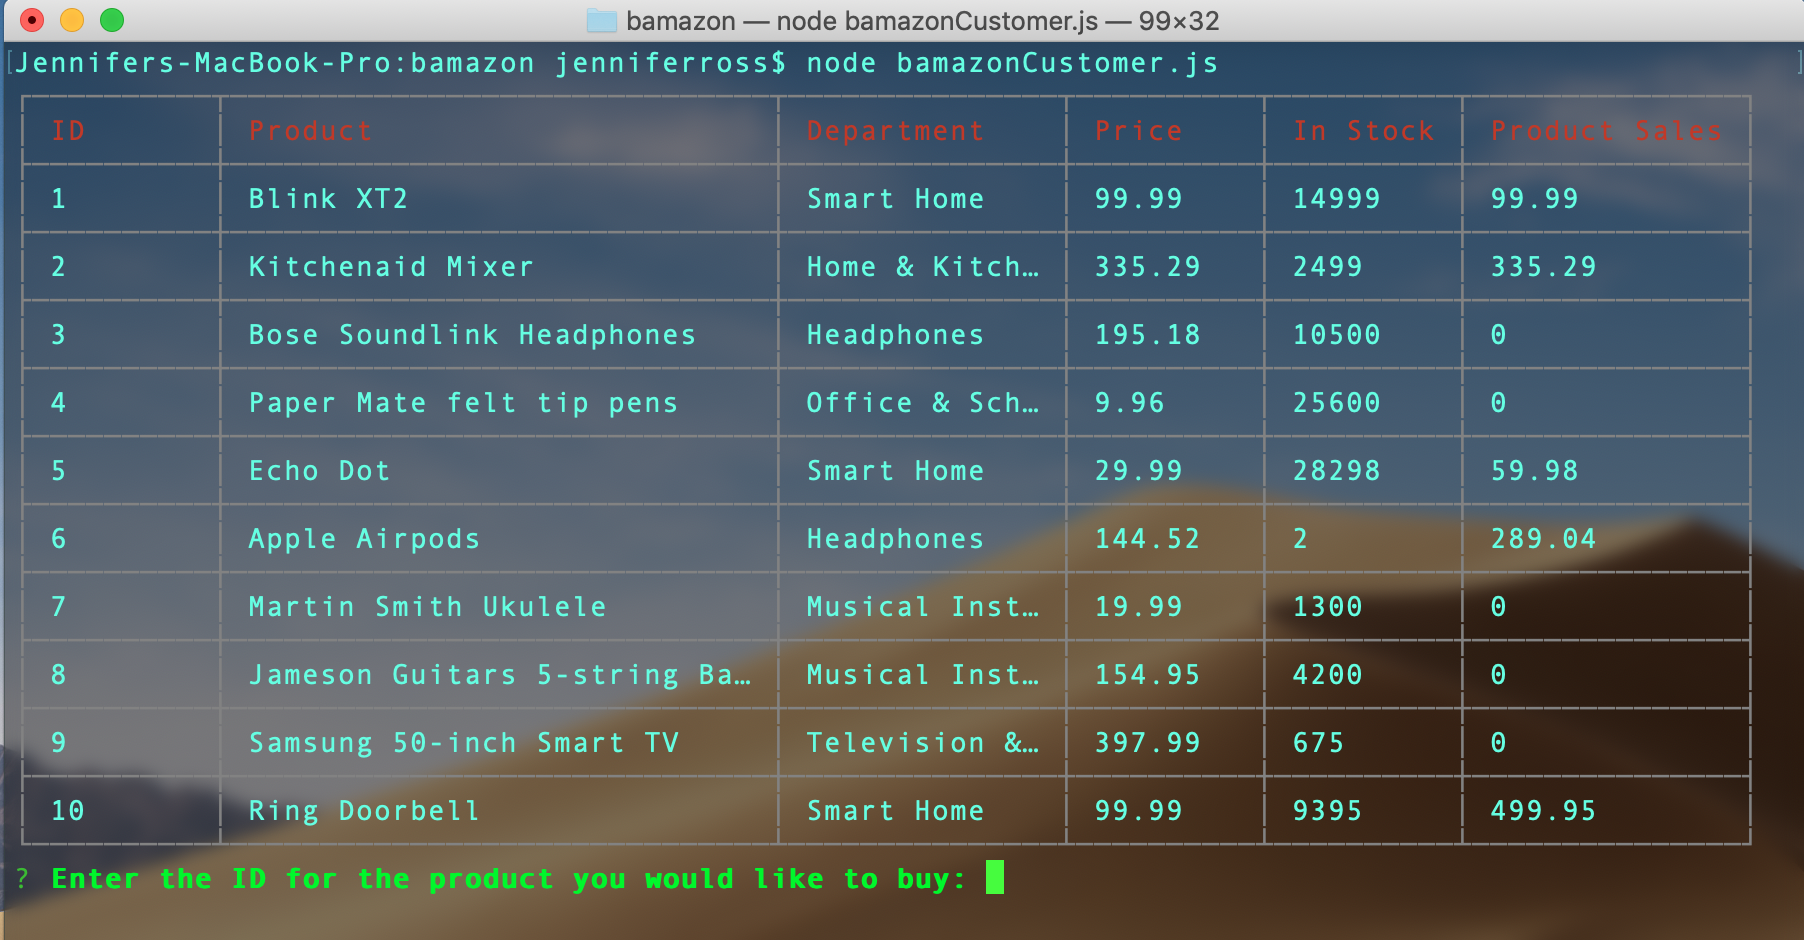 bamazon — node bamazonCustomer.js — 99×32
[Jennifers-MacBook-Pro:bamazon jenniferross$ node bamazonCustomer.js ]
ID Product Department Price In Stock Product Sales
1 Blink XT2 Smart Home 99.99 14999 99.99
2 Kitchenaid Mixer Home & Kitch… 335.29 2499 335.29
3 Bose Soundlink Headphones Headphones 195.18 10500 0
4 Paper Mate felt tip pens Office & Sch… 9.96 25600 0
5 Echo Dot Smart Home 29.99 28298 59.98
6 Apple Airpods Headphones 144.52 2 289.04
7 Martin Smith Ukulele Musical Inst… 19.99 1300 0
8 Jameson Guitars 5-string Ba… Musical Inst… 154.95 4200 0
9 Samsung 50-inch Smart TV Television &… 397.99 675 0
10 Ring Doorbell Smart Home 99.99 9395 499.95
? Enter the ID for the product you would like to buy: